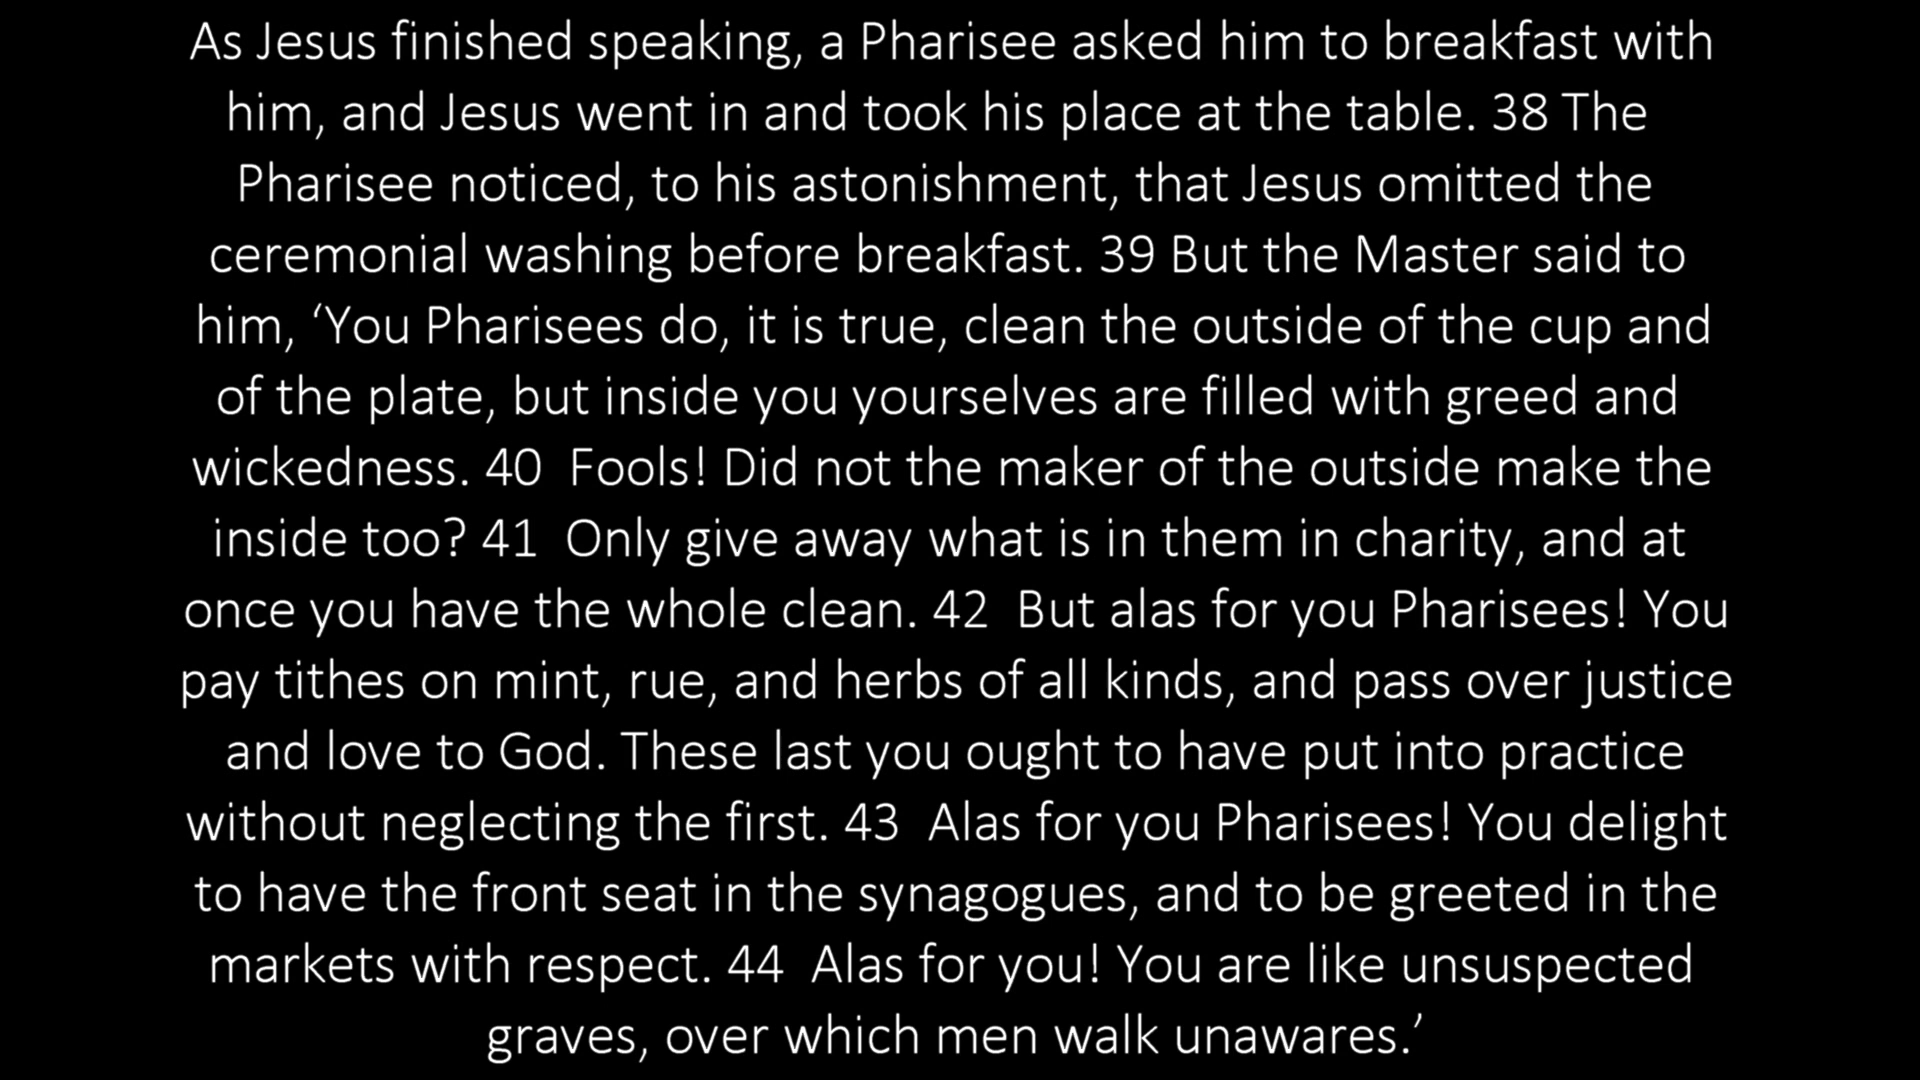 As Jesus finished speaking, a Pharisee asked him to breakfast with
him, and Jesus went in and took his place at the table. 38 The
Pharisee noticed, to his astonishment, that Jesus omitted the
ceremonial washing before breakfast. 39 But the Master said to
him, ‘You Pharisees do, it is true, clean the outside of the cup and
of the plate, but inside you yourselves are filled with greed and
wickedness. 40  Fools! Did not the maker of the outside make the
inside too? 41  Only give away what is in them in charity, and at
once you have the whole clean. 42  But alas for you Pharisees! You
pay tithes on mint, rue, and herbs of all kinds, and pass over justice
and love to God. These last you ought to have put into practice
without neglecting the first. 43  Alas for you Pharisees! You delight
to have the front seat in the synagogues, and to be greeted in the
markets with respect. 44  Alas for you! You are like unsuspected
graves, over which men walk unawares.’